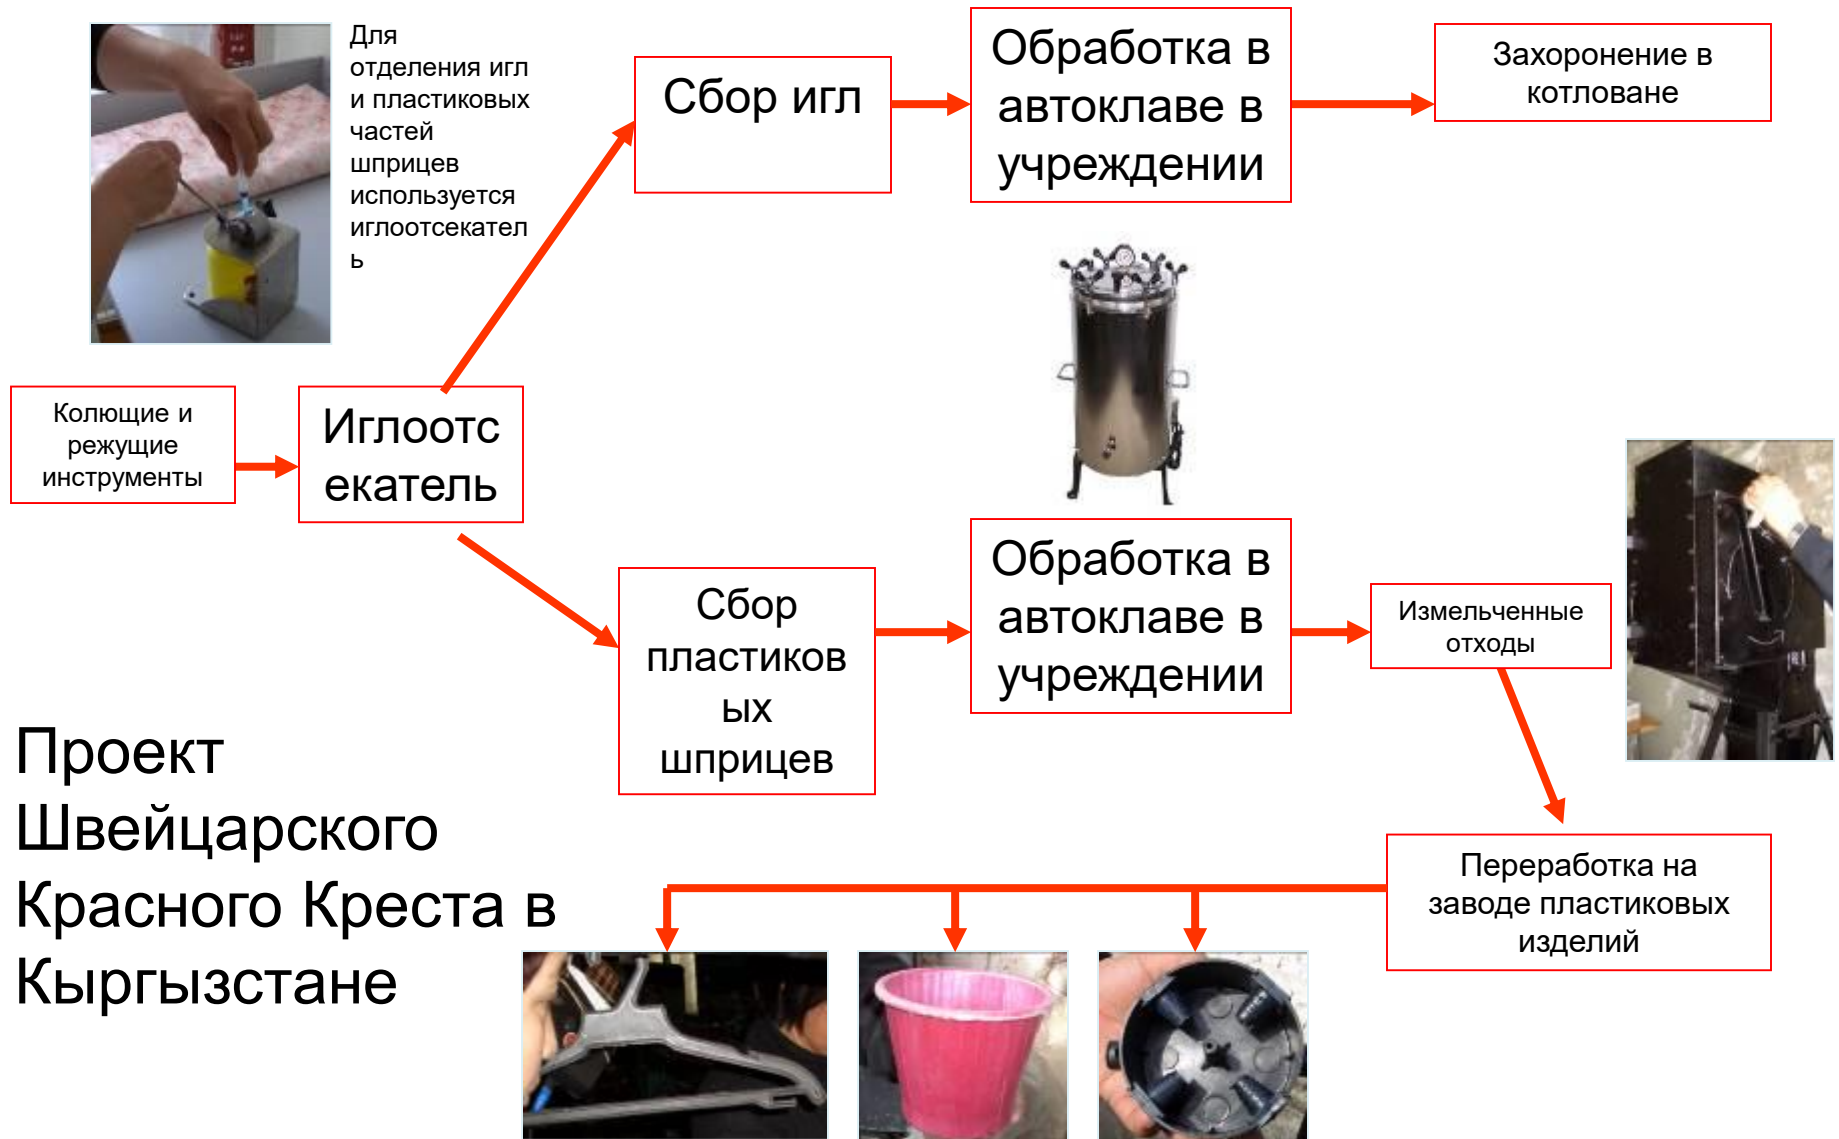 Для
отделения игл
и пластиковых
частей
шприцев
используется
иглоотсекател
ь
Сбор игл
Обработка в
автоклаве в
учреждении
Захоронение в
котловане
Колющие и
режущие
инструменты
Иглоотс
екатель
Сбор
пластиков
ых
шприцев
Обработка в
автоклаве в
учреждении
Измельченные
отходы
Переработка на
заводе пластиковых
изделий
Проект
Швейцарского
Красного Креста в
Кыргызстане